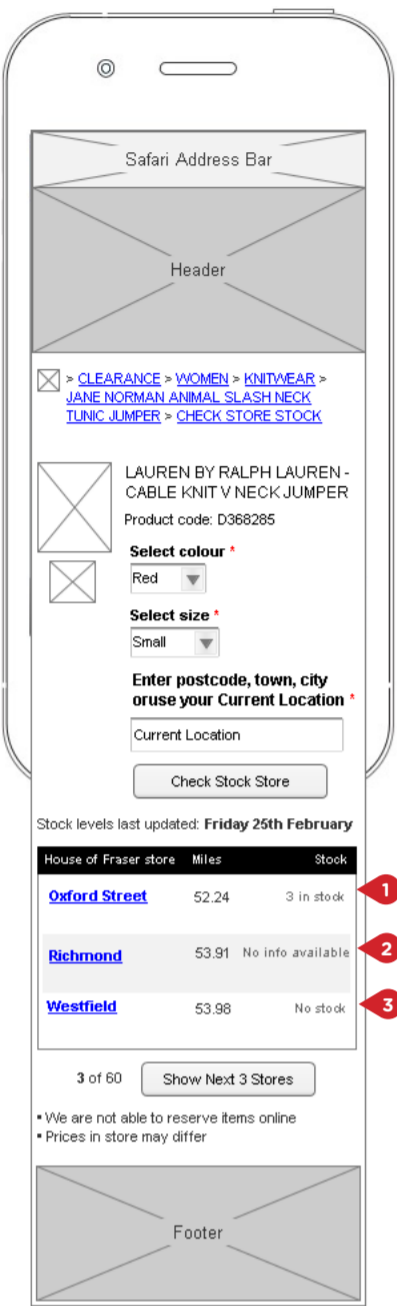 Safari Address Bar
Header
> CLEARANCE > WOMEN > KNITWEAR >
JANE NORMAN ANIMAL SLASH NECK
TUNIC JUMPER > CHECK STORE STOCK
LAUREN BY RALPH LAUREN -
CABLE KNIT V NECK JUMPER
Product code: D368285
Select colour *
Red
Select size *
Small
Enter postcode, town, city
oruse your Current Location *
Current Location
Check Stock Store
Stock levels last updated: Friday 25th February
House of Fraser store Miles Stock
Oxford Street 52.24 3 in stock 1
Richmond 53.91 No info available 2
Westfield 53.98 No stock 3
3 of 60 Show Next 3 Stores
▪ We are not able to reserve items online
▪ Prices in store may differ
Footer